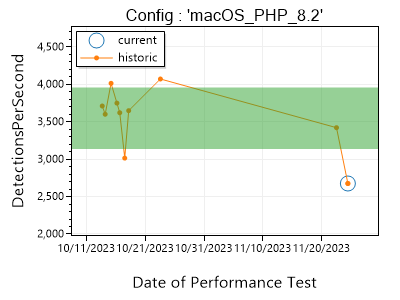 Config : 'macOS_PHP_8.2'
current
historic
DetectionsPerSecond
4,500
4,000
3,500
3,000
2,500
2,000
10/11/2023 10/21/2023 10/31/2023 11/10/2023 11/20/2023
Date of Performance Test